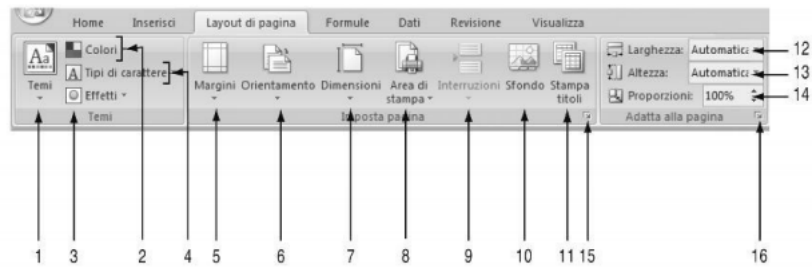 Home Inserisci Layout di pagina Formule Dati Revisione Visualizza
Aa
Temi
Colori
A Tipi di carattere
Effetti
Temi
Margini Orientamento Dimensioni Area di stampa Interruzioni Sfondo Stampa titoli
Imposta pagina
Larghezza: Automatica 12
Altezza: Automatica 13
Proporzioni: 100% 14
Adatta alla pagina
1 3 2 4 5 6 7 8 9 10 11 15 16